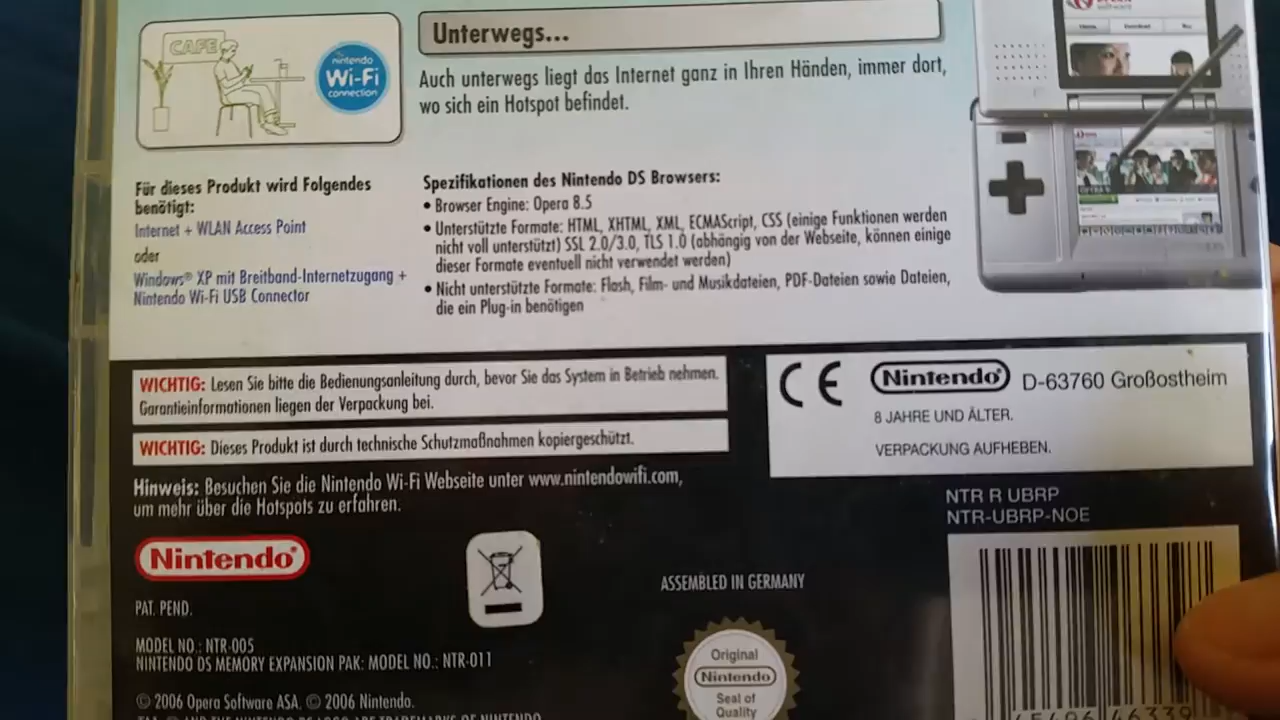 CAFE
nintendo
Wi-Fi
connection
Unterwegs...
Auch unterwegs liegt das Internet ganz in Ihren Händen, immer dort,
wo sich ein Hotspot befindet.
Für dieses Produkt wird Folgendes
benötigt:
Internet + WLAN Access Point
oder
Windows® XP mit Breitband-Internetzugang +
Nintendo Wi-Fi USB Connector
Spezifikationen des Nintendo DS Browsers:
• Browser Engine: Opera 8.5
• Unterstützte Formate: HTML, XHTML, XML, ECMAScript, CSS (einige Funktionen werden
nicht voll unterstützt) SSL 2.0/3.0, TLS 1.0 (abhängig von der Webseite, können einige
dieser Formate eventuell nicht verwendet werden)
• Nicht unterstützte Formate: Flash, Film- und Musikdateien, PDF-Dateien sowie Dateien,
die ein Plug-in benötigen
WICHTIG: Lesen Sie bitte die Bedienungsanleitung durch, bevor Sie das System in Betrieb nehmen.
Garantieinformationen liegen der Verpackung bei.
WICHTIG: Dieses Produkt ist durch technische Schutzmaßnahmen kopiergeschützt.
Hinweis: Besuchen Sie die Nintendo Wi-Fi Webseite unter www.nintendowifi.com,
um mehr über die Hotspots zu erfahren.
CE Nintendo® D-63760 Großostheim
8 JAHRE UND ÄLTER.
VERPACKUNG AUFHEBEN.
NTR R UBRP
NTR-UBRP-NOE
Nintendo®
PAT. PEND.
ASSEMBLED IN GERMANY
MODEL NO.: NTR-005
NINTENDO DS MEMORY EXPANSION PAK: MODEL NO.: NTR-011
© 2006 Opera Software ASA. © 2006 Nintendo.
Original
Nintendo
Seal of
Quality